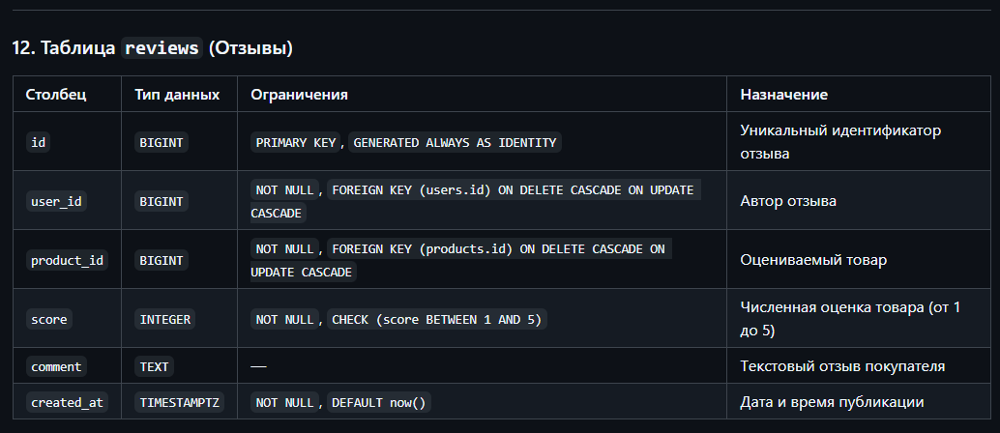 12. Таблица reviews (Отзывы)
Столбец Тип данных Ограничения Назначение
id BIGINT PRIMARY KEY, GENERATED ALWAYS AS IDENTITY Уникальный идентификатор
отзыва
user_id BIGINT NOT NULL, FOREIGN KEY (users.id) ON DELETE CASCADE ON UPDATE
CASCADE Автор отзыва
product_id BIGINT NOT NULL, FOREIGN KEY (products.id) ON DELETE CASCADE ON
UPDATE CASCADE Оцениваемый товар
score INTEGER NOT NULL, CHECK (score BETWEEN 1 AND 5) Численная оценка товара (от 1
до 5)
comment TEXT — Текстовый отзыв покупателя
created_at TIMESTAMPTZ NOT NULL, DEFAULT now() Дата и время публикации